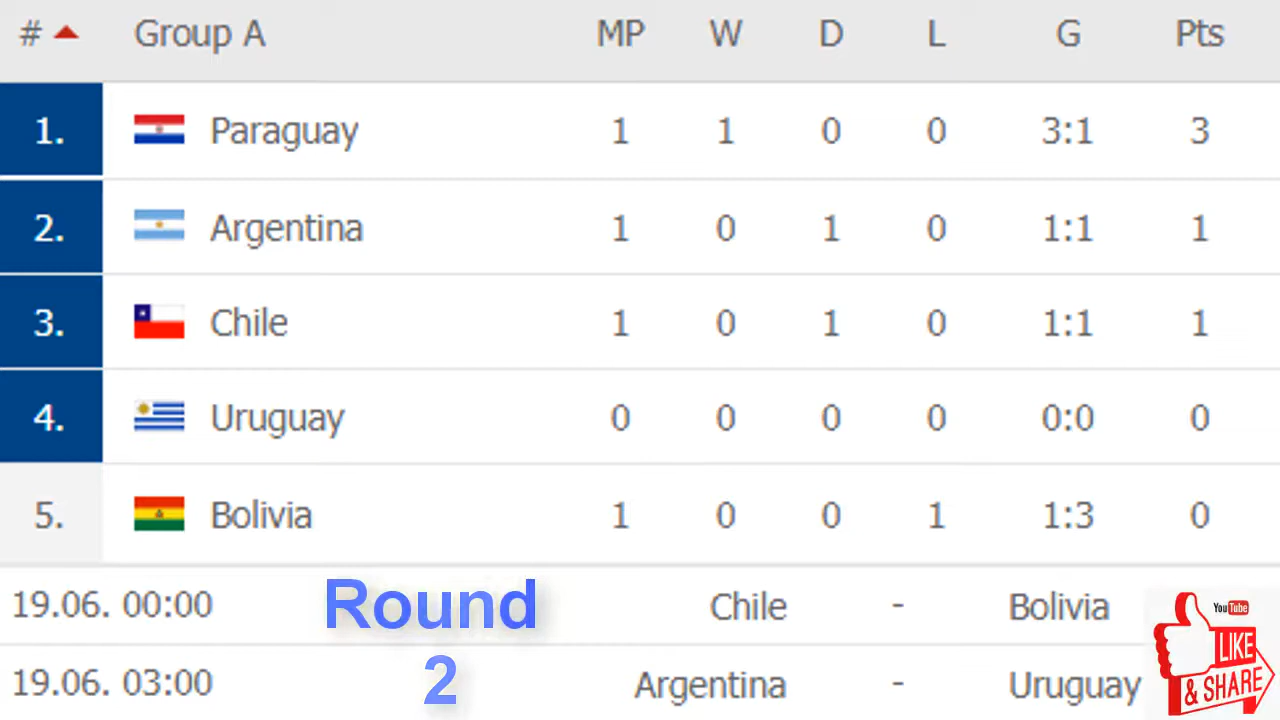 # Group A MP W D L G Pts
1. Paraguay 1 1 0 0 3:1 3
2. Argentina 1 0 1 0 1:1 1
3. Chile 1 0 1 0 1:1 1
4. Uruguay 0 0 0 0 0:0 0
5. Bolivia 1 0 0 1 1:3 0
19.06. 00:00 Chile - Bolivia
19.06. 03:00 Argentina - Uruguay
Round
2
YouTube
LIKE
& SHARE